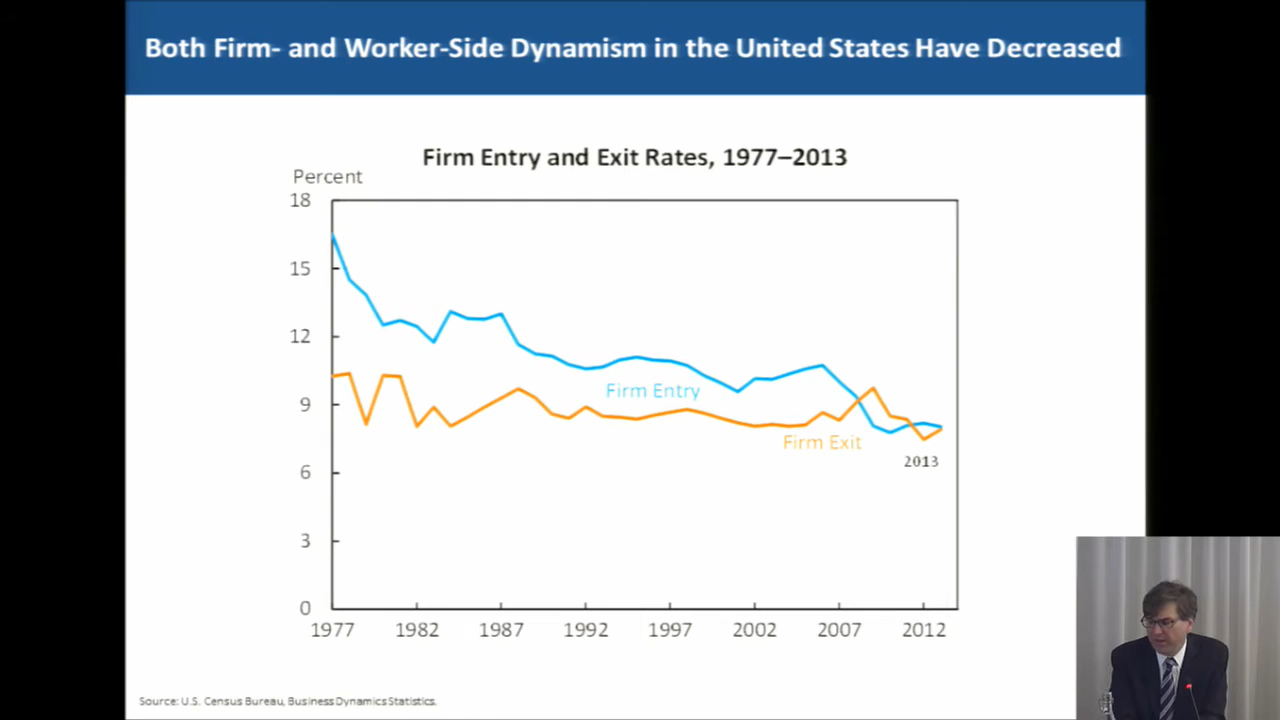 Both Firm- and Worker-Side Dynamism in the United States Have Decreased
Firm Entry and Exit Rates, 1977–2013
Percent
18
15
12
9
6
3
0
Firm Entry
Firm Exit
2013
1977 1982 1987 1992 1997 2002 2007 2012
Source: U.S. Census Bureau, Business Dynamics Statistics.